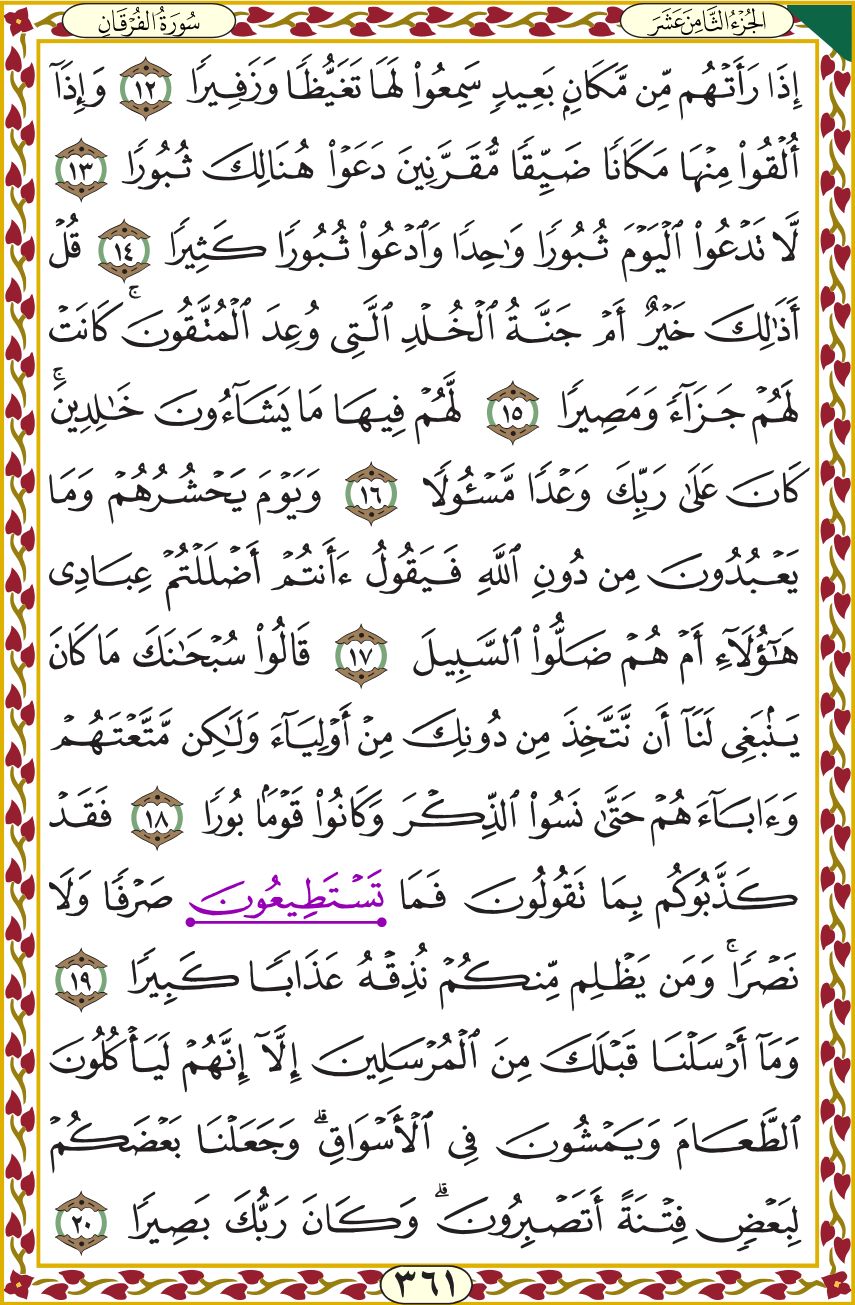 الجُزْءُ الثَّامِنَ عَشَرَ
سُورَةُ الفُرْقَانِ
إِذَا رَأَتْهُم مِّن مَّكَانِۭ بَعِيدٖ سَمِعُواْ لَهَا تَغَيُّظٗا وَزَفِيرٗا ١٢ وَإِذَآ
أُلْقُواْ مِنْهَا مَكَانٗا ضَيِّقٗا مُّقَرَّنِينَ دَعَوْاْ هُنَالِكَ ثُبُورٗا ١٣
لَّا تَدْعُواْ ٱلْيَوْمَ ثُبُورٗا وَٰحِدٗا وَٱدْعُواْ ثُبُورٗا كَثِيرٗا ١٤ قُلْ
أَذَٰلِكَ خَيْرٌ أَمْ جَنَّةُ ٱلْخُلْدِ ٱلَّتِي وُعِدَ ٱلْمُتَّقُونَۚ كَانَتْ
لَهُمْ جَزَآءٗ وَمَصِيرٗا ١٥ لَّهُمْ فِيهَا مَا يَشَآءُونَ خَٰلِدِينَۚ
كَانَ عَلَىٰ رَبِّكَ وَعْدٗا مَّسْـُٔولٗا ١٦ وَيَوْمَ يَحْشُرُهُمْ وَمَا
يَعْبُدُونَ مِن دُونِ ٱللَّهِ فَيَقُولُ ءَأَنتُمْ أَضْلَلْتُمْ عِبَادِي
هَٰٓؤُلَآءِ أَمْ هُمْ ضَلُّواْ ٱلسَّبِيلَ ١٧ قَالُواْ سُبْحَٰنَكَ مَا كَانَ
يَنۢبَغِي لَنَآ أَن نَّتَّخِذَ مِن دُونِكَ مِنْ أَوْلِيَآءَ وَلَٰكِن مَّتَّعْتَهُمْ
وَءَابَآءَهُمْ حَتَّىٰ نَسُواْ ٱلذِّكْرَ وَكَانُواْ قَوْمَۢا بُورٗا ١٨ فَقَدْ
كَذَّبُوكُم بِمَا تَقُولُونَ فَمَا تَسْتَطِيعُونَ صَرْفٗا وَلَا
نَصْرٗاۚ وَمَن يَظْلِم مِّنكُمْ نُذِقْهُ عَذَابٗا كَبِيرٗا ١٩
وَمَآ أَرْسَلْنَا قَبْلَكَ مِنَ ٱلْمُرْسَلِينَ إِلَّآ إِنَّهُمْ لَيَأْكُلُونَ
ٱلطَّعَامَ وَيَمْشُونَ فِي ٱلْأَسْوَاقِۗ وَجَعَلْنَا بَعْضَكُمْ
لِبَعْضٖ فِتْنَةً أَتَصْبِرُونَۗ وَكَانَ رَبُّكَ بَصِيرٗا ٢٠
٣٦١